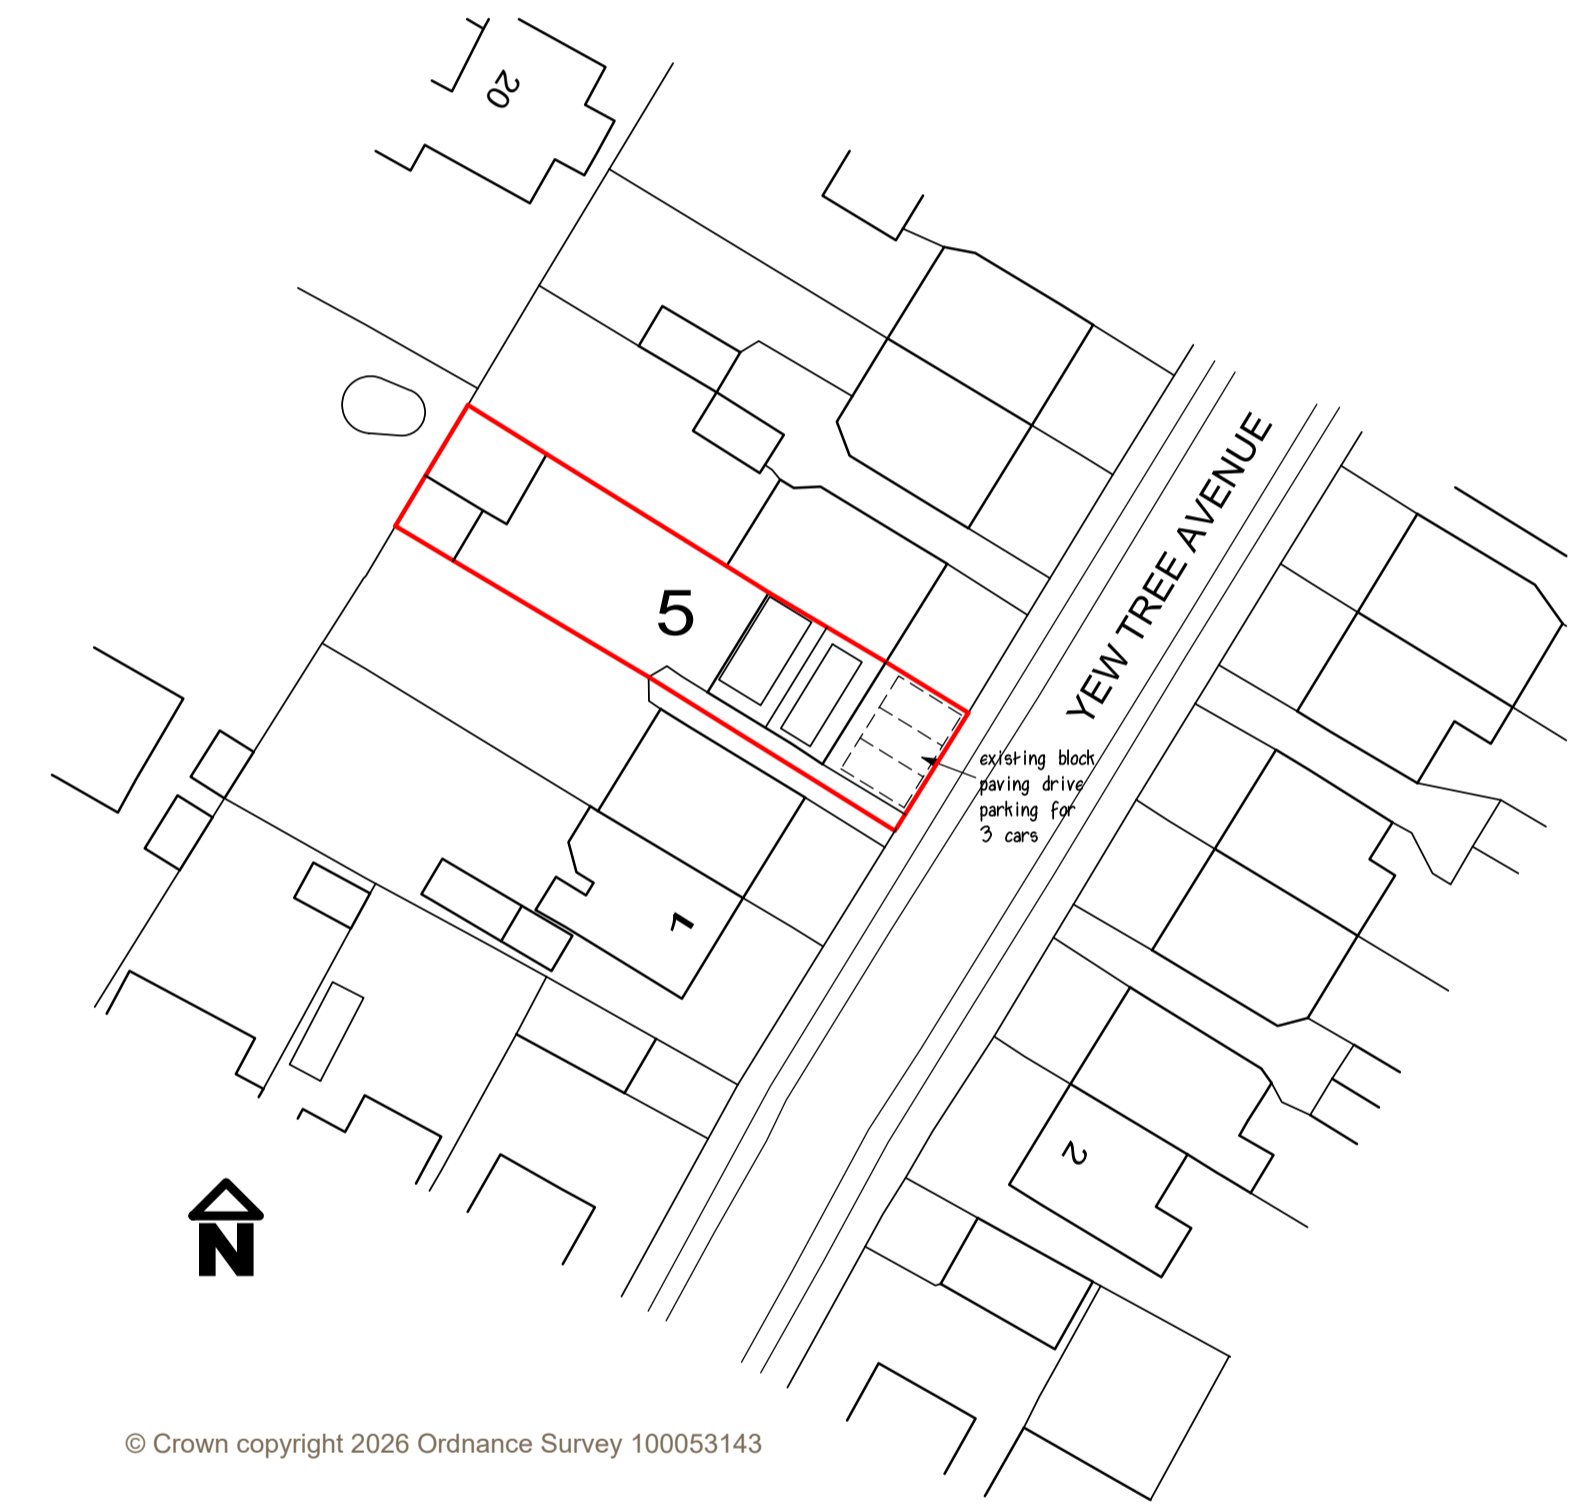 20
YEW TREE AVENUE
5
existing block
paving drive
parking for
3 cars
1
2
N
© Crown copyright 2026 Ordnance Survey 100053143